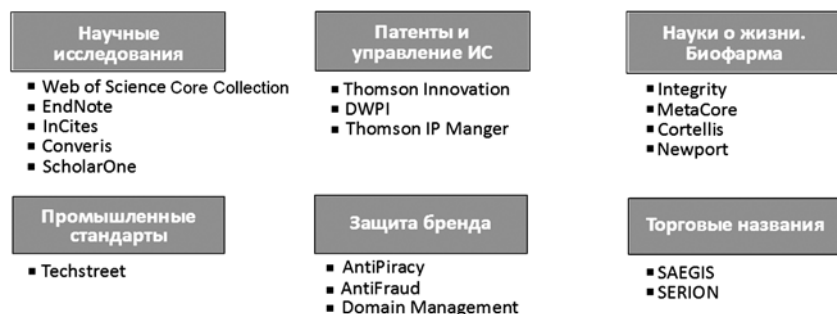 Научные
исследования
▪ Web of Science Core Collection
▪ EndNote
▪ InCites
▪ Converis
▪ ScholarOne
Патенты и
управление ИС
▪ Thomson Innovation
▪ DWPI
▪ Thomson IP Manger
Науки о жизни.
Биофарма
▪ Integrity
▪ MetaCore
▪ Cortellis
▪ Newport
Промышленные
стандарты
▪ Techstreet
Защита бренда
▪ AntiPiracy
▪ AntiFraud
▪ Domain Management
Торговые названия
▪ SAEGIS
▪ SERION